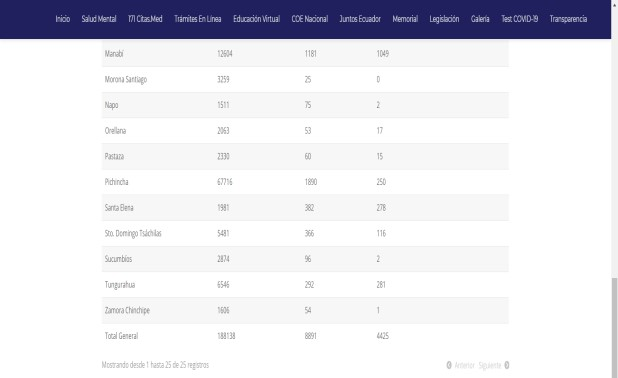 Inicio Salud Mental 171 Citas.Med Trámites En Linea Educación Virtual COE Nacional Juntos Ecuador Memorial Legislación Galería Test COVID-19 Transparencia
Manabí 12604 1181 1049
Morona Santiago 3259 25 0
Napo 1511 75 2
Orellana 2063 53 17
Pastaza 2330 60 15
Pichincha 67716 1890 250
Santa Elena 1981 382 278
Sto. Domingo Tsáchilas 5481 366 116
Sucumbíos 2874 96 2
Tungurahua 6546 292 281
Zamora Chinchipe 1606 54 1
Total General 188138 8891 4425
Mostrando desde 1 hasta 25 de 25 registros Anterior Siguiente